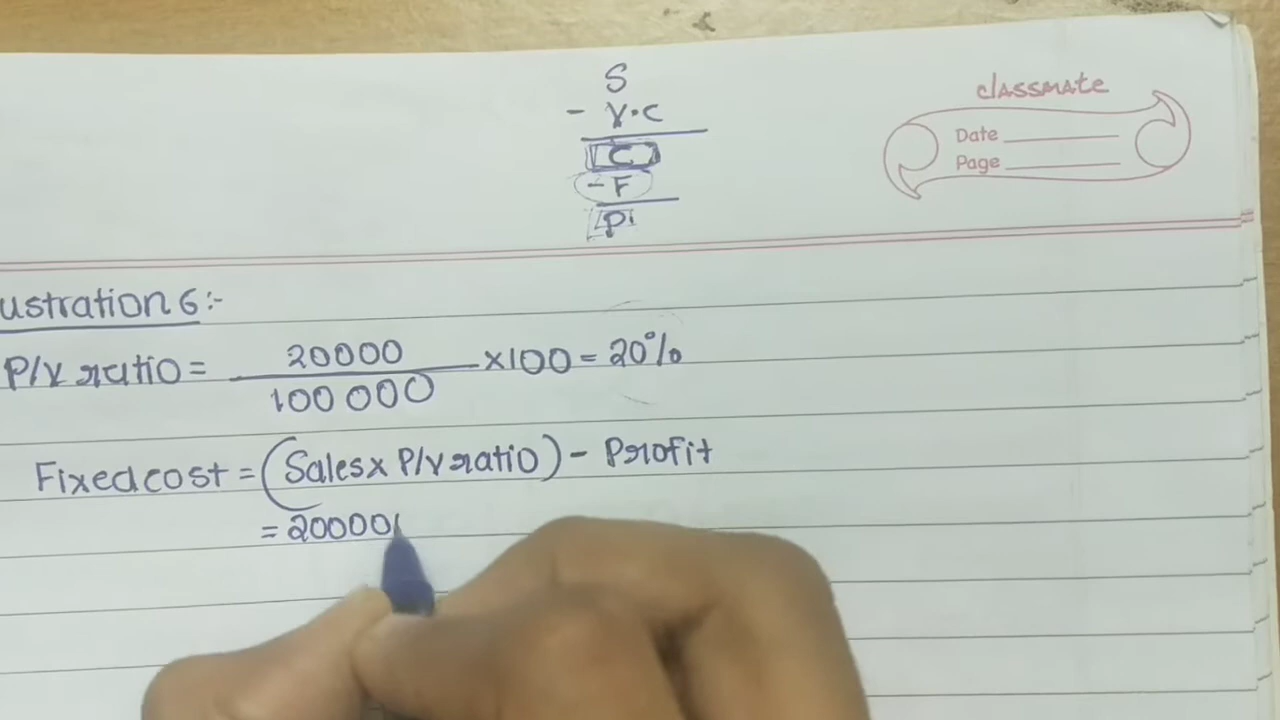 S
- V.C
C
- F
P
classmate
Date
Page
ustration 6:-
P/V ratio = 20000 / 100 000 ×100 = 20%
Fixed cost = (Sales x P/V ratio) - Profit
= 20000